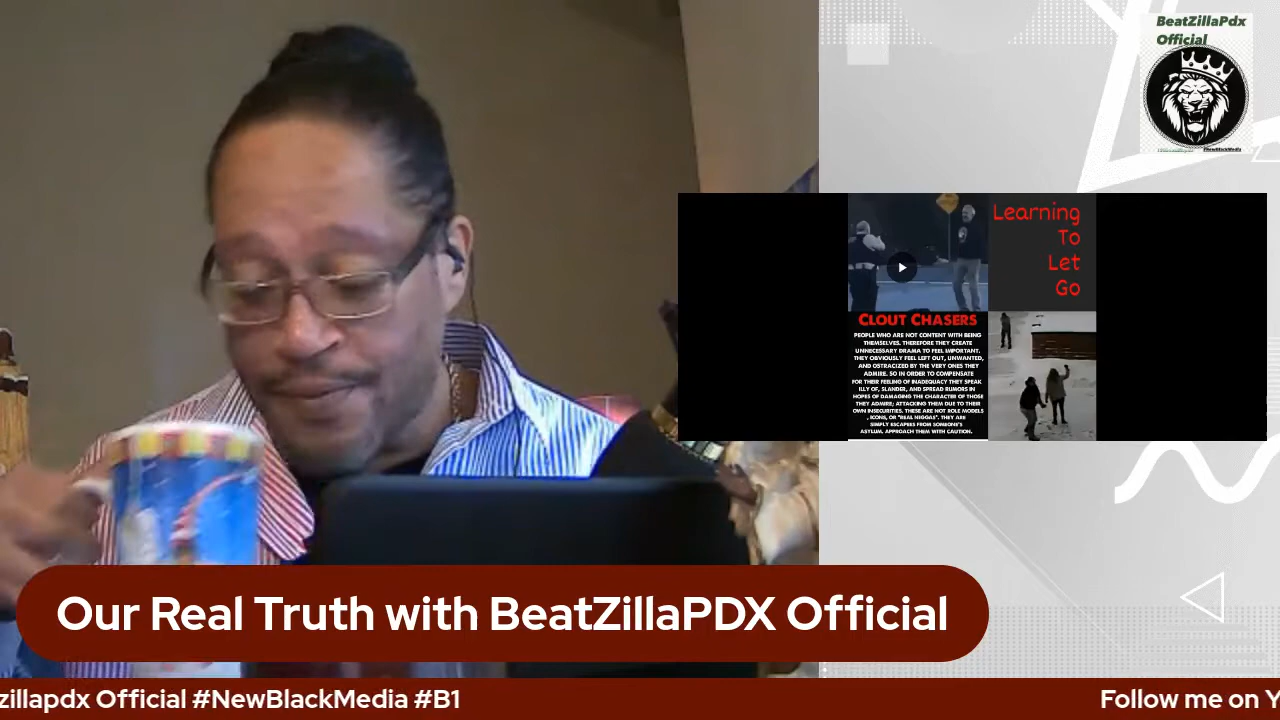 BeatZillaPdx
Official
Learning
To
Let
Go
Clout Chasers
PEOPLE WHO ARE NOT CONTENT WITH BEING
THEMSELVES. THEREFORE THEY CREATE
UNNECESSARY DRAMA TO FEEL IMPORTANT.
THEY OBVIOUSLY FEEL LEFT OUT, UNWANTED,
AND OSTRACIZED BY THE VERY ONES THEY
ADMIRE. SO IN ORDER TO COMPENSATE
FOR THEIR FEELING OF INADEQUACY THEY SPEAK
ILLY OF, SLANDER, AND SPREAD RUMORS IN
HOPES OF DAMAGING THE CHARACTER OF THOSE
THEY ADMIRE; ATTACKING THEM DUE TO THEIR
OWN INSECURITIES. THESE ARE NOT ROLE MODELS
, ICONS, OR "REAL NIGGAS". THEY ARE
SIMPLY ESCAPEES FROM SOMEONE'S
ASYLUM. APPROACH THEM WITH CAUTION.
Our Real Truth with BeatZillaPDX Official
zillapdx Official #NewBlackMedia #B1
Follow me on Y